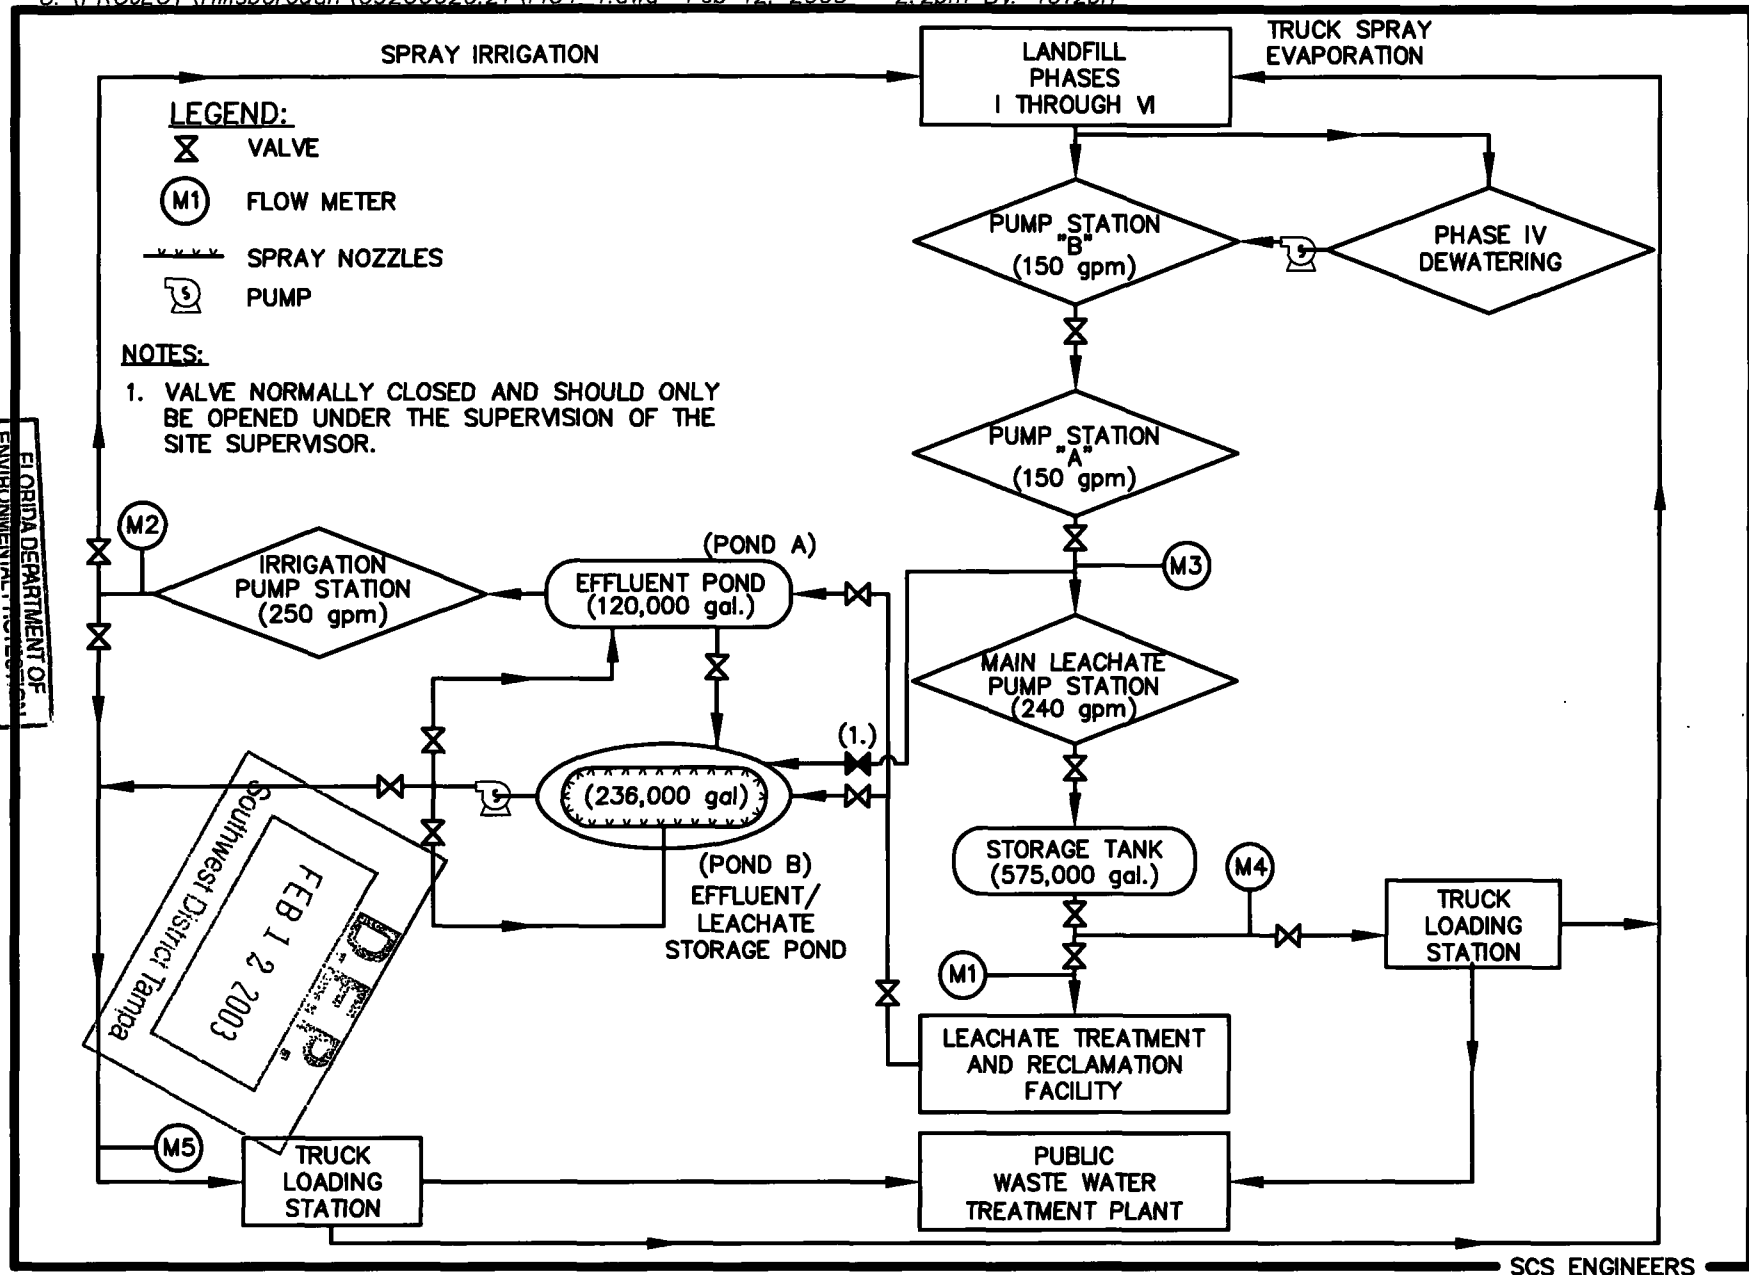 SPRAY IRRIGATION
LANDFILL
PHASES
I THROUGH VI
TRUCK SPRAY
EVAPORATION
LEGEND:
VALVE
M1 FLOW METER
SPRAY NOZZLES
S PUMP
NOTES:
1. VALVE NORMALLY CLOSED AND SHOULD ONLY
BE OPENED UNDER THE SUPERVISION OF THE
SITE SUPERVISOR.
PUMP STATION
"B"
(150 gpm)
S
PHASE IV
DEWATERING
PUMP STATION
"A"
(150 gpm)
FLORIDA DEPARTMENT OF
M2
IRRIGATION
PUMP STATION
(250 gpm)
(POND A)
EFFLUENT POND
(120,000 gal.)
M3
MAIN LEACHATE
PUMP STATION
(240 gpm)
(1.)
S
(236,000 gal)
(POND B)
EFFLUENT/
LEACHATE
STORAGE POND
STORAGE TANK
(575,000 gal.)
M4
TRUCK
LOADING
STATION
M1
D.E.P.
FEB 12 2003
Southwest District Tampa
LEACHATE TREATMENT
AND RECLAMATION
FACILITY
M5
TRUCK
LOADING
STATION
PUBLIC
WASTE WATER
TREATMENT PLANT
SCS ENGINEERS